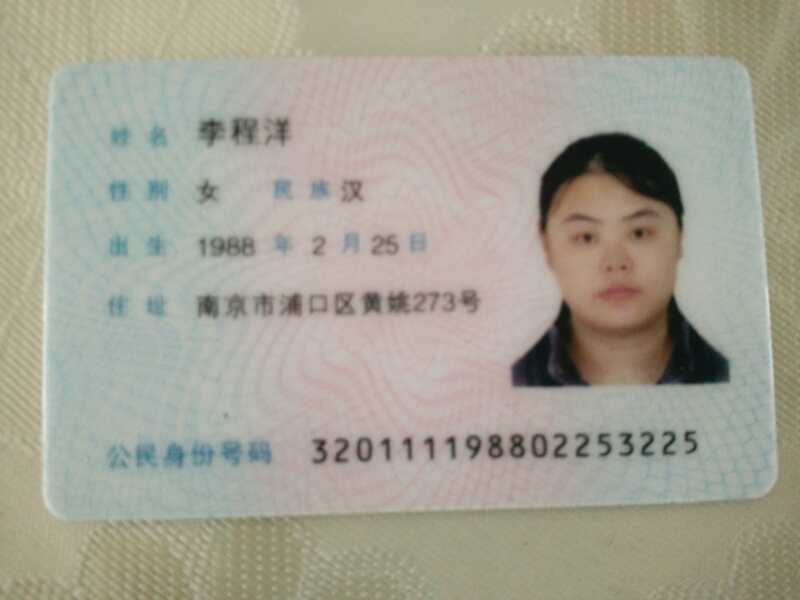 姓名 李程洋
性别 女 民族 汉
出生 1988 年 2 月 25 日
住址 南京市浦口区黄姚273号
公民身份号码 320111198802253225